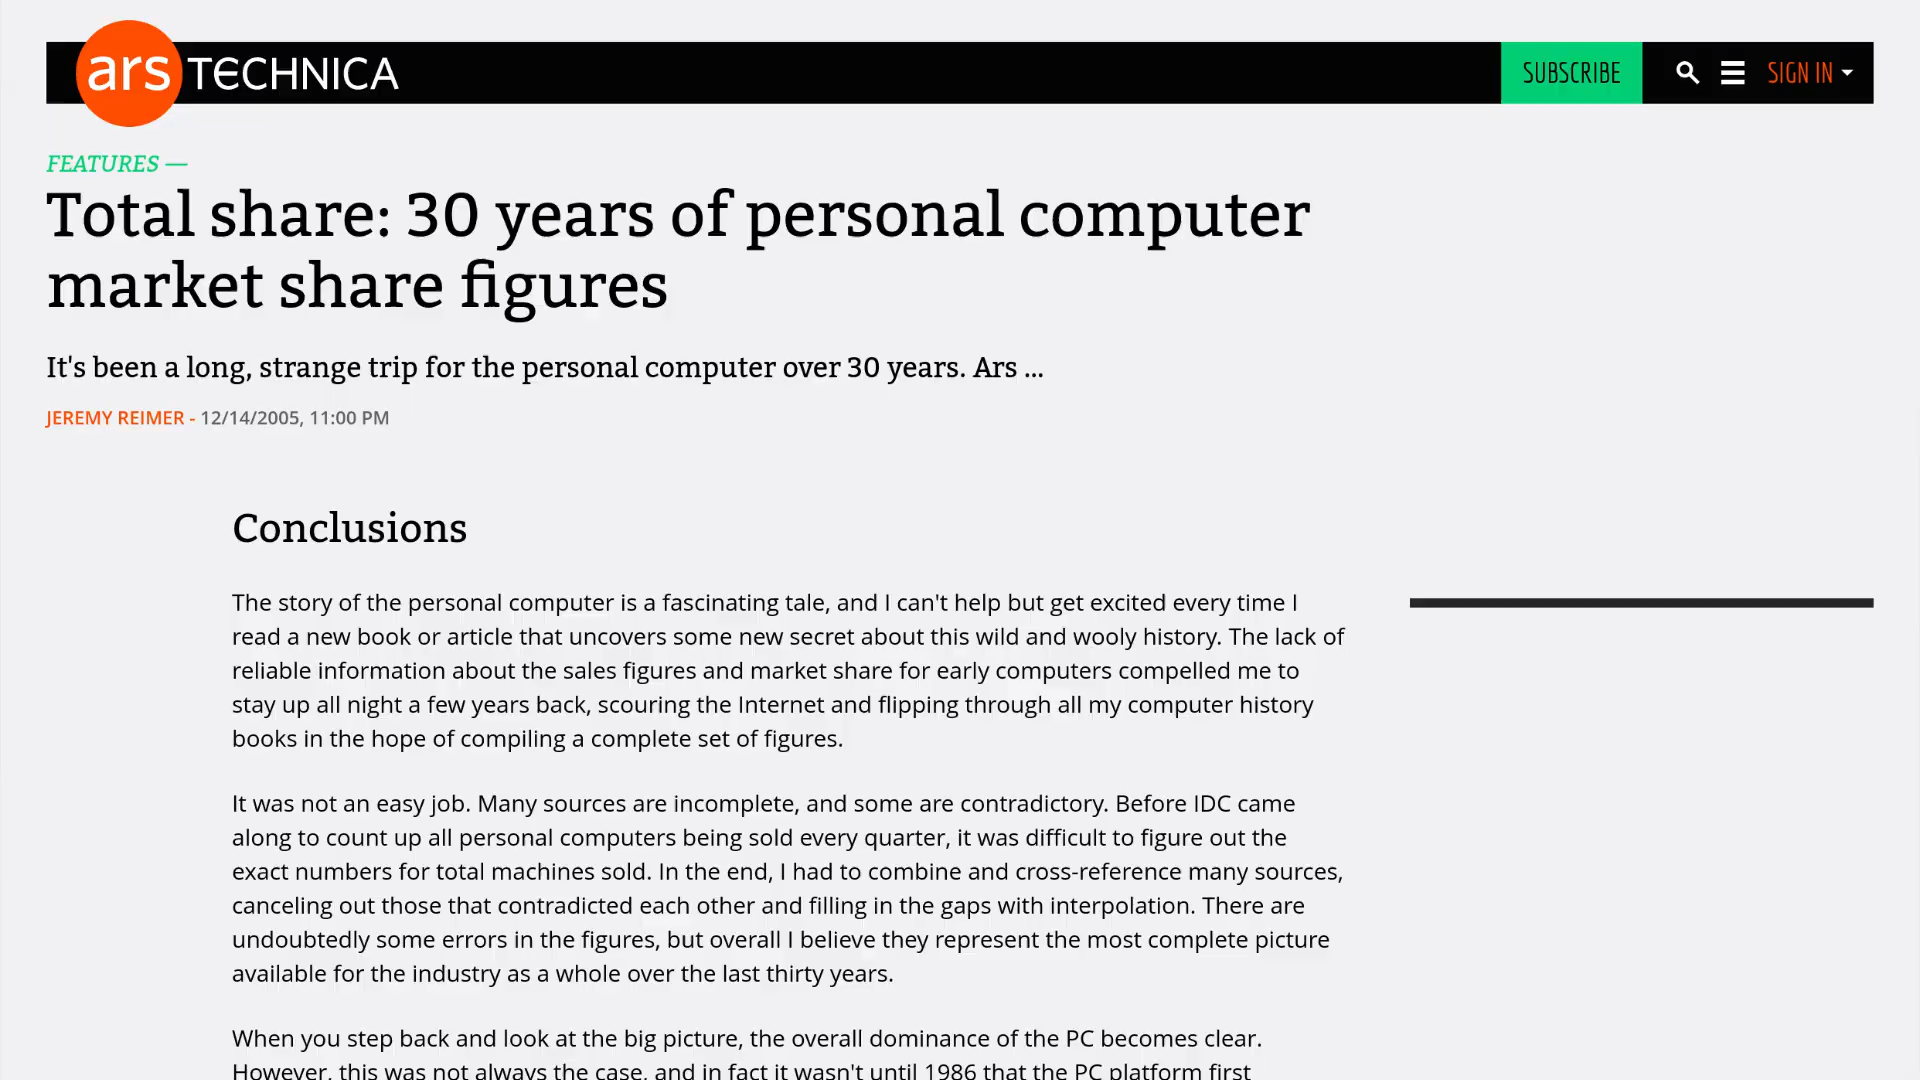 ars TECHNICA
SUBSCRIBE
SIGN IN
FEATURES —
Total share: 30 years of personal computer
market share figures
It's been a long, strange trip for the personal computer over 30 years. Ars ...
JEREMY REIMER - 12/14/2005, 11:00 PM
Conclusions
The story of the personal computer is a fascinating tale, and I can't help but get excited every time I
read a new book or article that uncovers some new secret about this wild and wooly history. The lack of
reliable information about the sales figures and market share for early computers compelled me to
stay up all night a few years back, scouring the Internet and flipping through all my computer history
books in the hope of compiling a complete set of figures.
It was not an easy job. Many sources are incomplete, and some are contradictory. Before IDC came
along to count up all personal computers being sold every quarter, it was difficult to figure out the
exact numbers for total machines sold. In the end, I had to combine and cross-reference many sources,
canceling out those that contradicted each other and filling in the gaps with interpolation. There are
undoubtedly some errors in the figures, but overall I believe they represent the most complete picture
available for the industry as a whole over the last thirty years.
When you step back and look at the big picture, the overall dominance of the PC becomes clear.
However, this was not always the case, and in fact it wasn't until 1986 that the PC platform first